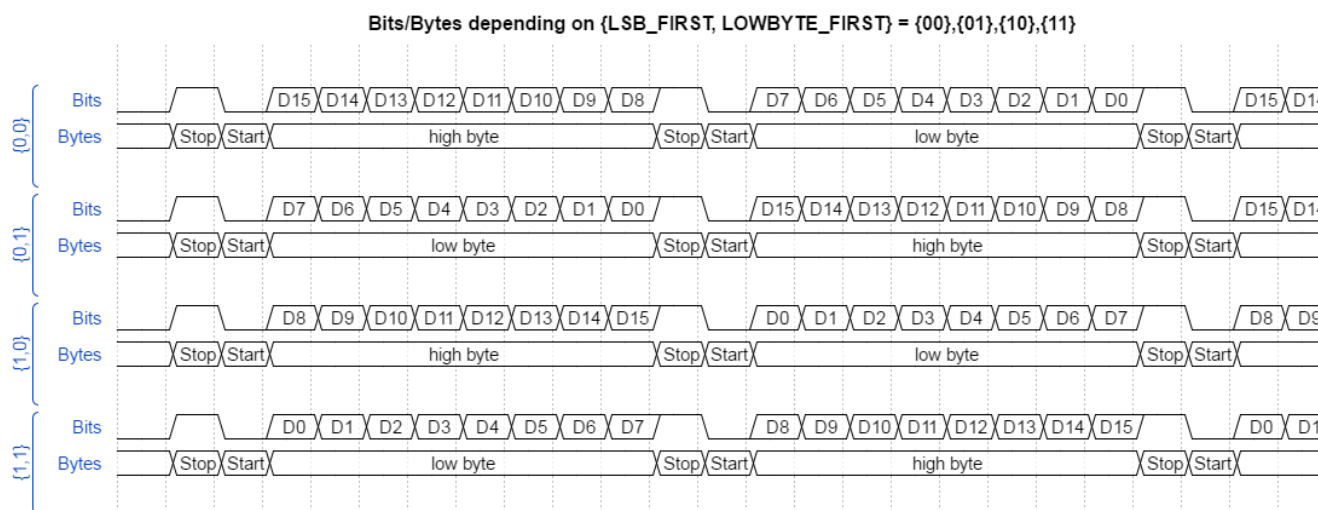 Bits/Bytes depending on {LSB_FIRST, LOWBYTE_FIRST} = {00},{01},{10},{11}
{0,0}
Bits D15 D14 D13 D12 D11 D10 D9 D8 D7 D6 D5 D4 D3 D2 D1 D0 D15 D14
Bytes Stop Start high byte Stop Start low byte Stop Start
{0,1}
Bits D7 D6 D5 D4 D3 D2 D1 D0 D15 D14 D13 D12 D11 D10 D9 D8 D15 D14
Bytes Stop Start low byte Stop Start high byte Stop Start
{1,0}
Bits D8 D9 D10 D11 D12 D13 D14 D15 D0 D1 D2 D3 D4 D5 D6 D7 D8 D9
Bytes Stop Start high byte Stop Start low byte Stop Start
{1,1}
Bits D0 D1 D2 D3 D4 D5 D6 D7 D8 D9 D10 D11 D12 D13 D14 D15 D0 D1
Bytes Stop Start low byte Stop Start high byte Stop Start